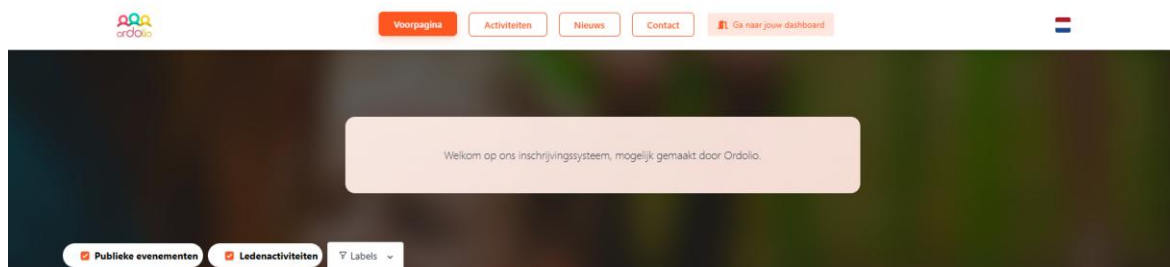 ordolio
Voorpagina
Activiteiten
Nieuws
Contact
Ga naar jouw dashboard
Welkom op ons inschrijvingssysteem, mogelijk gemaakt door Ordolio.
Publieke evenementen
Ledenactiviteiten
Labels